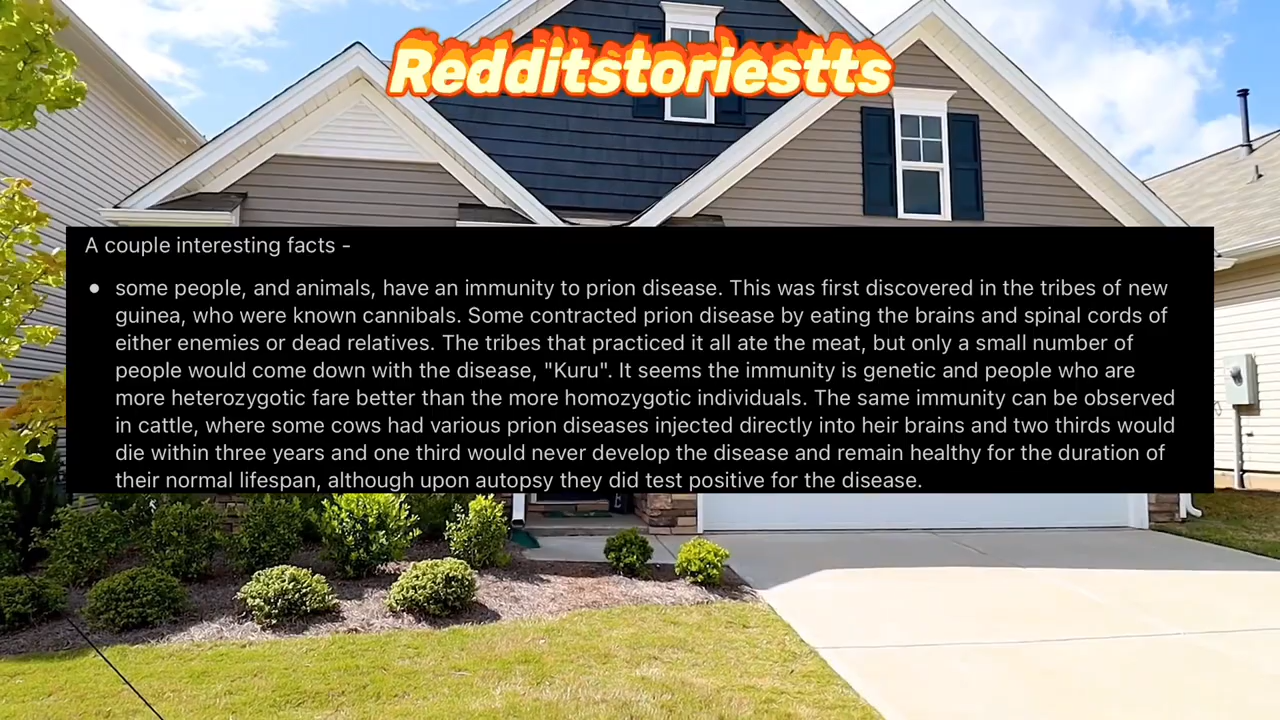 Redditstoriestts
A couple interesting facts -
● some people, and animals, have an immunity to prion disease. This was first discovered in the tribes of new
guinea, who were known cannibals. Some contracted prion disease by eating the brains and spinal cords of
either enemies or dead relatives. The tribes that practiced it all ate the meat, but only a small number of
people would come down with the disease, "Kuru". It seems the immunity is genetic and people who are
more heterozygotic fare better than the more homozygotic individuals. The same immunity can be observed
in cattle, where some cows had various prion diseases injected directly into heir brains and two thirds would
die within three years and one third would never develop the disease and remain healthy for the duration of
their normal lifespan, although upon autopsy they did test positive for the disease.